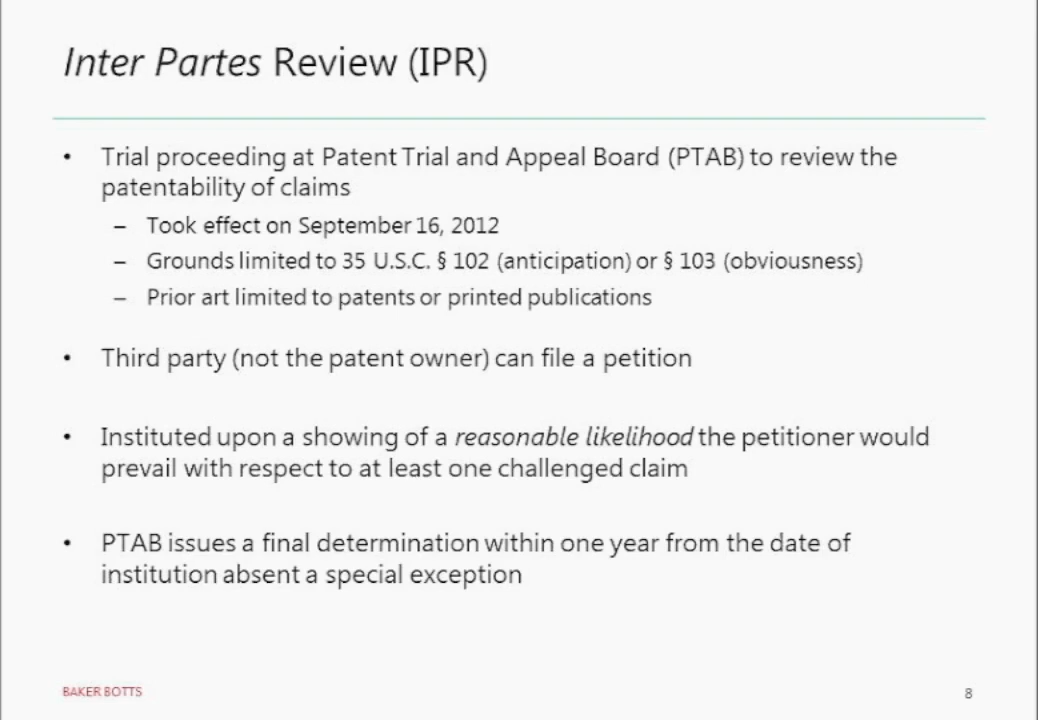 Inter Partes Review (IPR)
• Trial proceeding at Patent Trial and Appeal Board (PTAB) to review the
patentability of claims
– Took effect on September 16, 2012
– Grounds limited to 35 U.S.C. § 102 (anticipation) or § 103 (obviousness)
– Prior art limited to patents or printed publications
• Third party (not the patent owner) can file a petition
• Instituted upon a showing of a reasonable likelihood the petitioner would
prevail with respect to at least one challenged claim
• PTAB issues a final determination within one year from the date of
institution absent a special exception
BAKER BOTTS
8